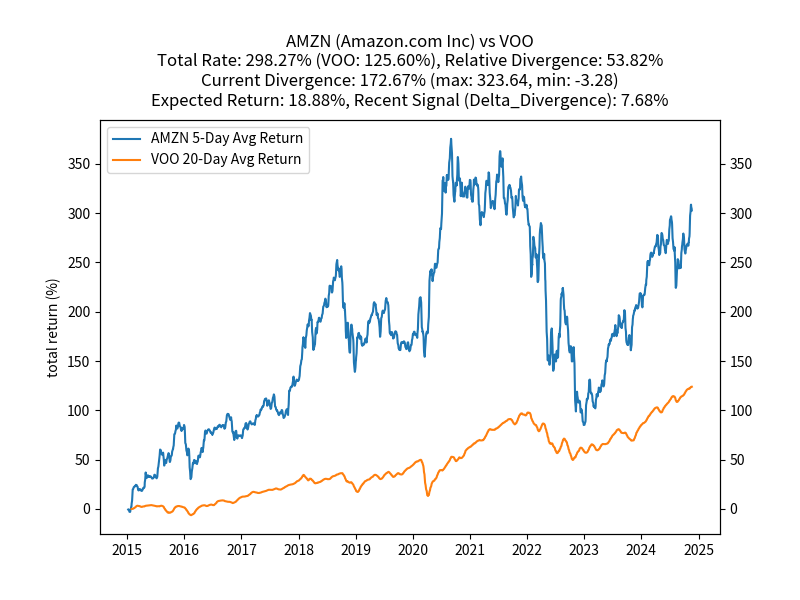 AMZN (Amazon.com Inc) vs VOO
Total Rate: 298.27% (VOO: 125.60%), Relative Divergence: 53.82%
Current Divergence: 172.67% (max: 323.64, min: -3.28)
Expected Return: 18.88%, Recent Signal (Delta_Divergence): 7.68%
AMZN 5-Day Avg Return
VOO 20-Day Avg Return
350 350
300 300
250 250
200 200
150 150
100 100
50 50
0 0
total return (%)
2015 2016 2017 2018 2019 2020 2021 2022 2023 2024 2025